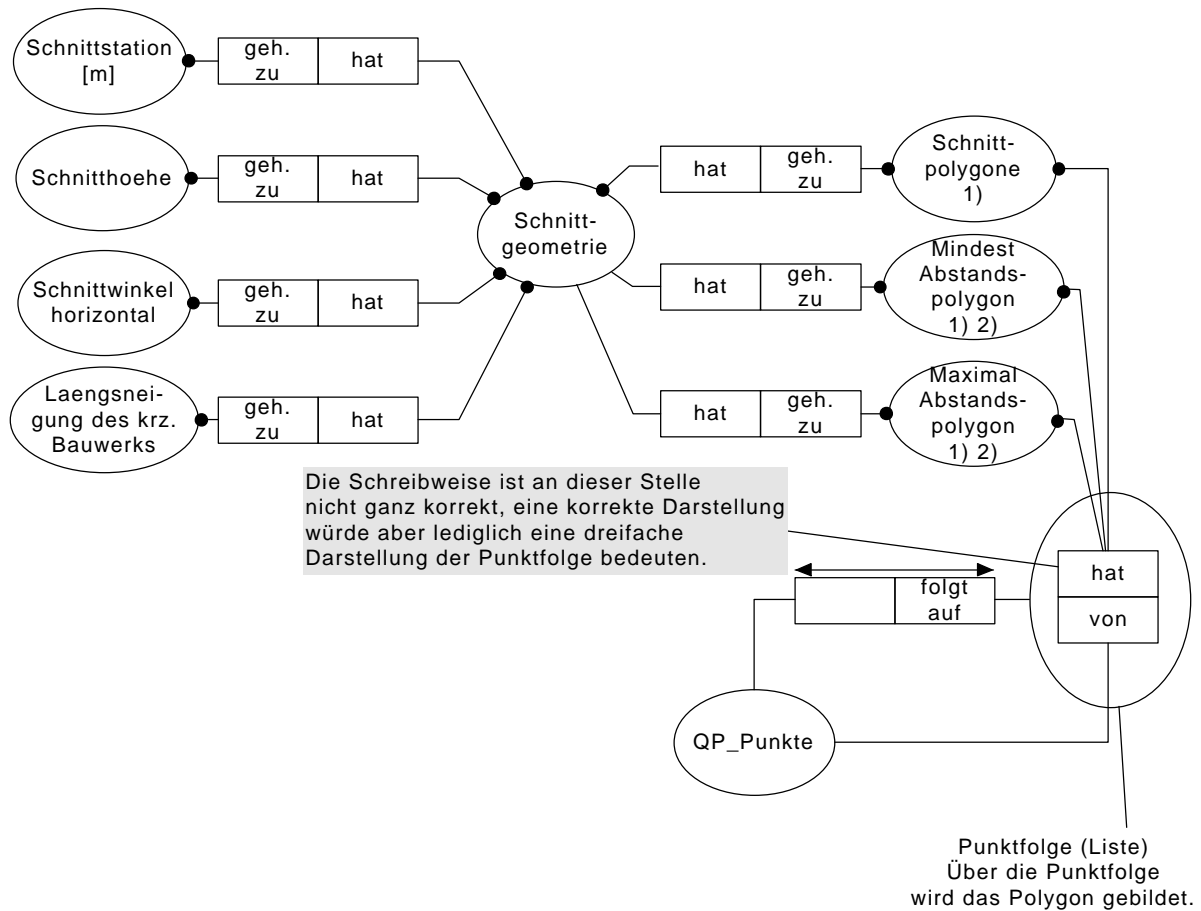 Schnittstation
[m]
geh.
zu
hat
Schnitthoehe
geh.
zu
hat
Schnittwinkel
horizontal
geh.
zu
hat
Laengsnei-
gung des krz.
Bauwerks
geh.
zu
hat
Schnitt-
geometrie
hat
geh.
zu
Schnitt-
polygone
1)
hat
geh.
zu
Mindest
Abstands-
polygon
1) 2)
hat
geh.
zu
Maximal
Abstands-
polygon
1) 2)
Die Schreibweise ist an dieser Stelle
nicht ganz korrekt, eine korrekte Darstellung
würde aber lediglich eine dreifache
Darstellung der Punktfolge bedeuten.
folgt
auf
hat
von
QP_Punkte
Punktfolge (Liste)
Über die Punktfolge
wird das Polygon gebildet.